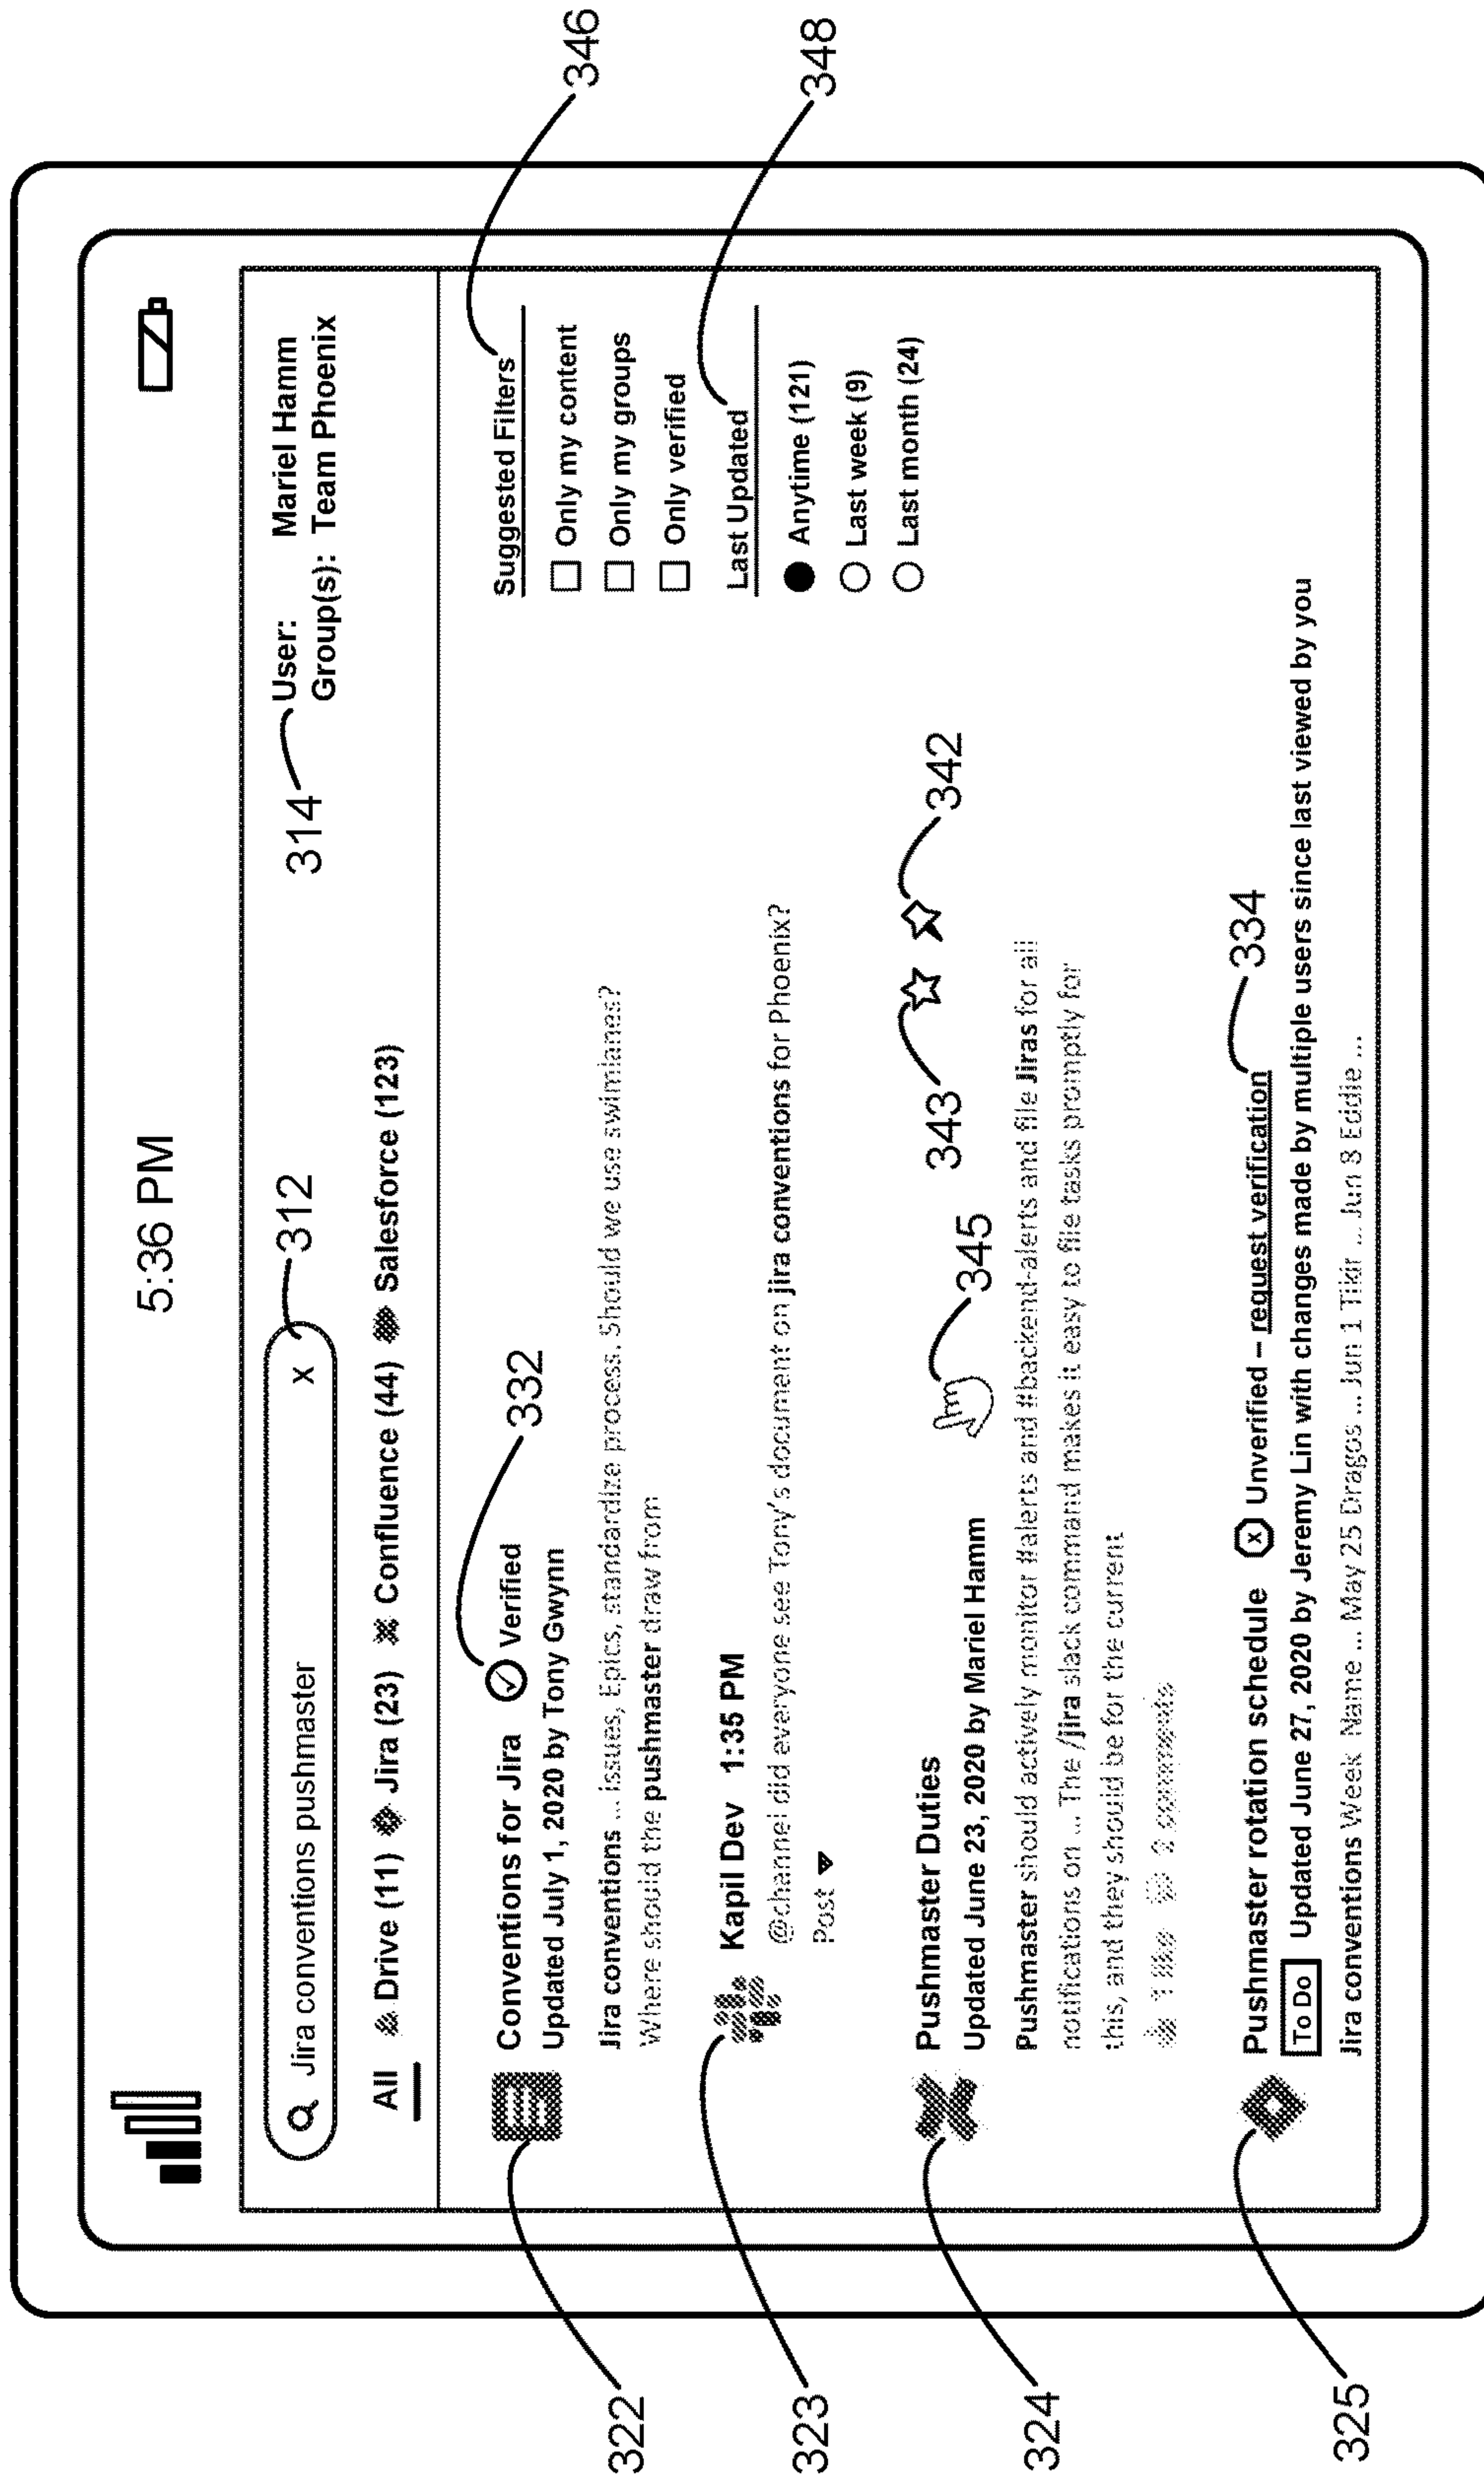 5:36 PM
Jira conventions pushmaster x
312
314
User: Mariel Hamm
Group(s): Team Phoenix
All Drive (11) Jira (23) Confluence (44) Salesforce (123)
322
Conventions for Jira Verified
332
Updated July 1, 2020 by Tony Gwynn
Jira conventions ... issues, Epics, standardize process. Should we use swimlanes?
Where should the pushmaster draw from
323
Kapil Dev 1:35 PM
@channel did everyone see Tony's document on jira conventions for Phoenix?
Post
324
Pushmaster Duties
345
343
342
Updated June 23, 2020 by Mariel Hamm
Pushmaster should actively monitor #alerts and #backend-alerts and file Jiras for all
notifications on ... The /jira slack command makes it easy to file tasks promptly for
this, and they should be for the current
1 like 2 comments
325
Pushmaster rotation schedule x Unverified – request verification
334
To Do Updated June 27, 2020 by Jeremy Lin with changes made by multiple users since last viewed by you
Jira conventions Week Name ... May 25 Dragos ... Jun 1 Tikir ... Jun 8 Eddie ...
346
Suggested Filters
Only my content
Only my groups
Only verified
348
Last Updated
Anytime (121)
Last week (9)
Last month (24)